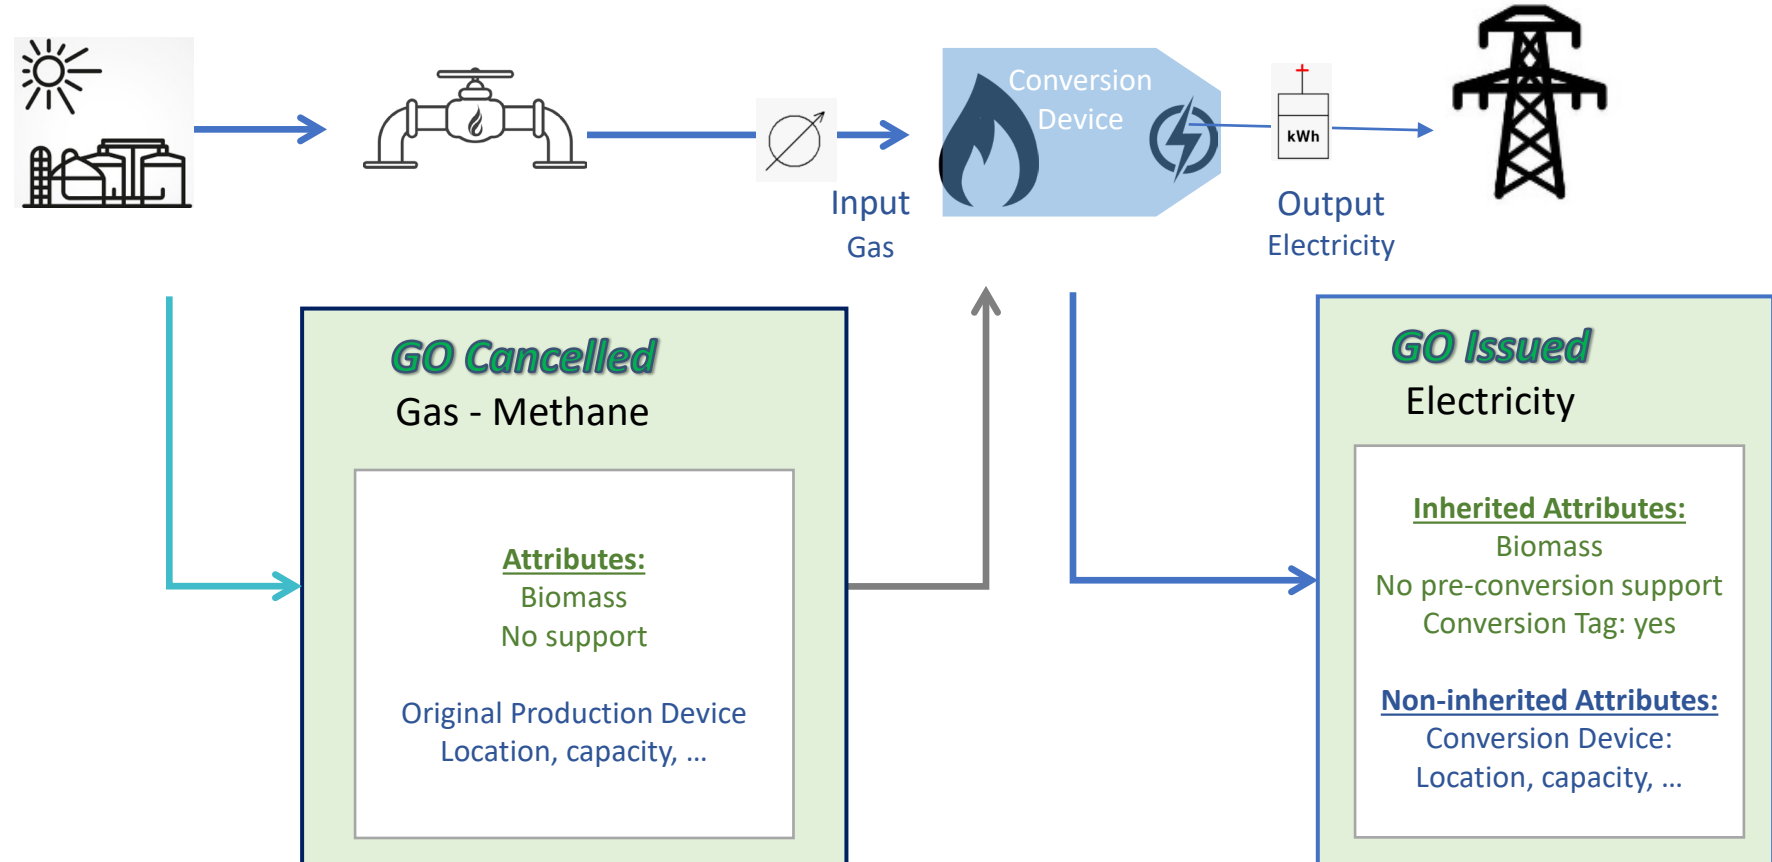 Conversion
Device
kWh
Input
Gas
Output
Electricity
GO Cancelled
Gas - Methane
Attributes:
Biomass
No support
Original Production Device
Location, capacity, ...
GO Issued
Electricity
Inherited Attributes:
Biomass
No pre-conversion support
Conversion Tag: yes
Non-inherited Attributes:
Conversion Device:
Location, capacity, ...